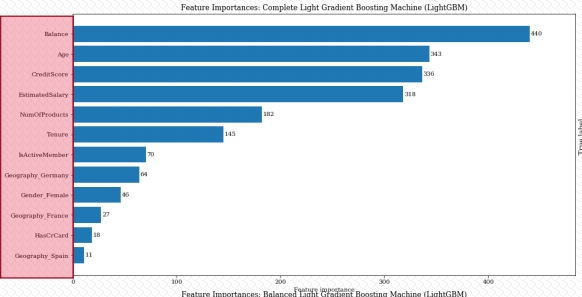 Feature Importances: Complete Light Gradient Boosting Machine (LightGBM)
Balance 440
Age 343
CreditScore 336
EstimatedSalary 318
NumOfProducts 182
Tenure 145
IsActiveMember 70
Geography_Germany 64
Gender_Female 46
Geography_France 27
HasCrCard 18
Geography_Spain 11
0 100 200 300 400
Feature importance
True label
Feature Importances: Balanced Light Gradient Boosting Machine (LightGBM)